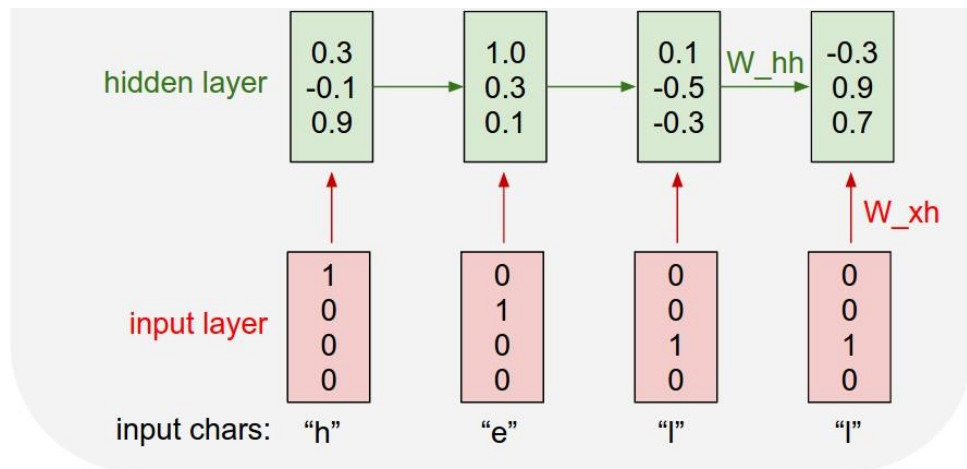 hidden layer
0.3 1.0 0.1 W_hh -0.3
-0.1 0.3 -0.5 0.9
0.9 0.1 -0.3 0.7
W_xh
input layer
1 0 0 0
0 1 0 0
0 0 1 1
0 0 0 0
input chars: “h” “e” “l” “l”